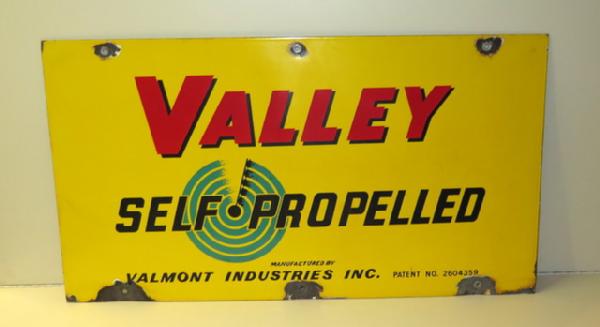 VALLEY
SELF PROPELLED
MANUFACTURED BY
VALMONT INDUSTRIES INC. PATENT NO. 2604359